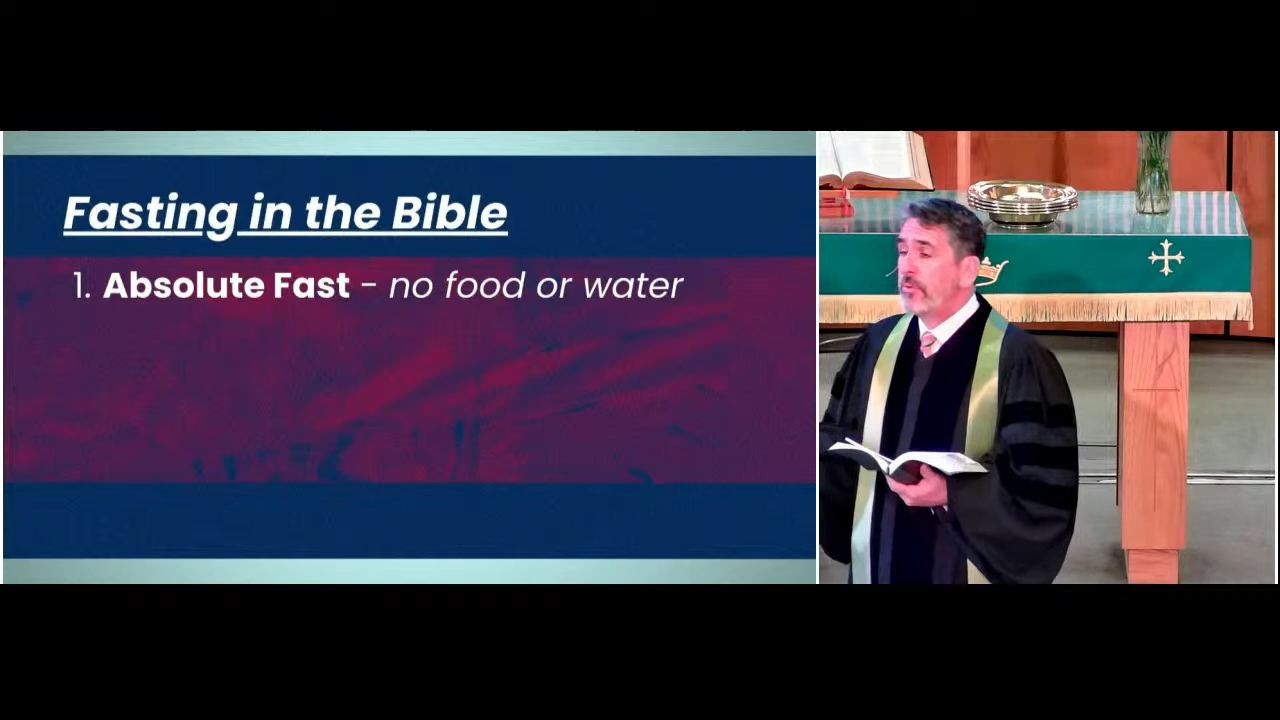 Fasting in the Bible
1. Absolute Fast - no food or water